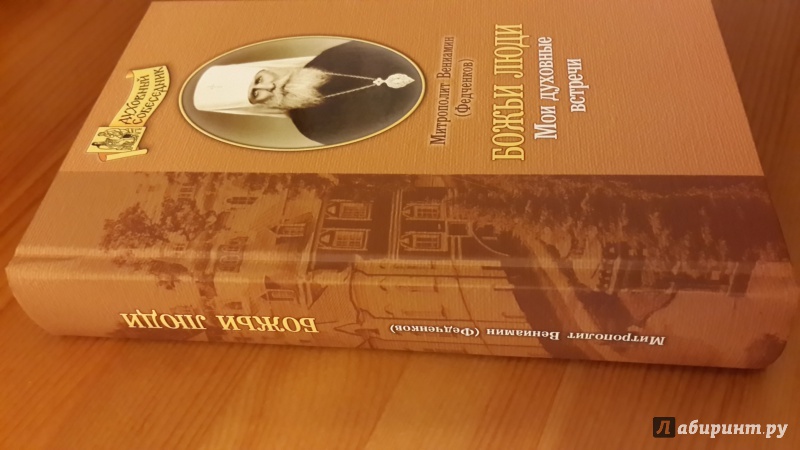 ДУХОВНЫЙ
СОБЕСЕДНИК
Митрополит Вениамин
(Федченков)
БОЖЬИ ЛЮДИ
Мои духовные
встречи
Митрополит Вениамин (Федченков)
БОЖЬИ ЛЮДИ
Лабиринт.ру